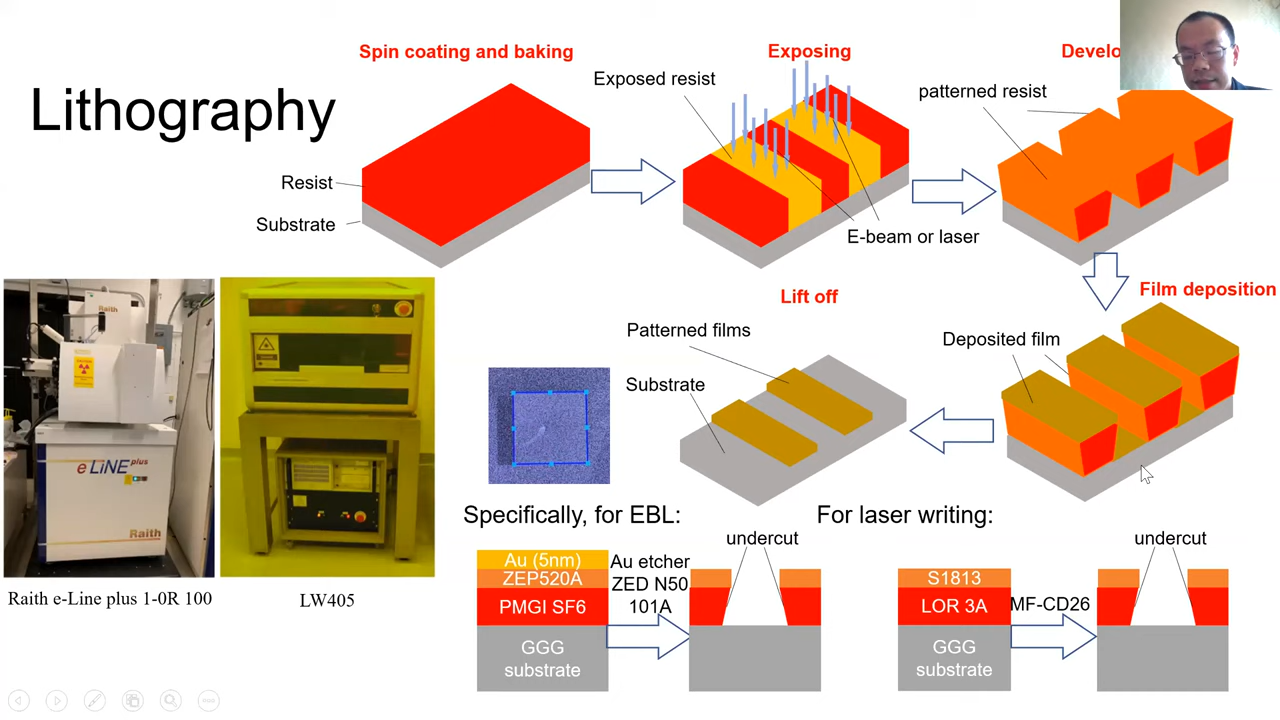 Lithography
Spin coating and baking
Resist
Substrate
Exposing
Exposed resist
E-beam or laser
patterned resist
Film deposition
Deposited film
Lift off
Patterned films
Substrate
Raith
e LiNE plus
Raith
Raith e-Line plus 1-0R 100
LW405
Specifically, for EBL:
Au (5nm)
ZEP520A
PMGI SF6
GGG
substrate
Au etcher
ZED N50
101A
undercut
For laser writing:
S1813
LOR 3A
GGG
substrate
MF-CD26
undercut